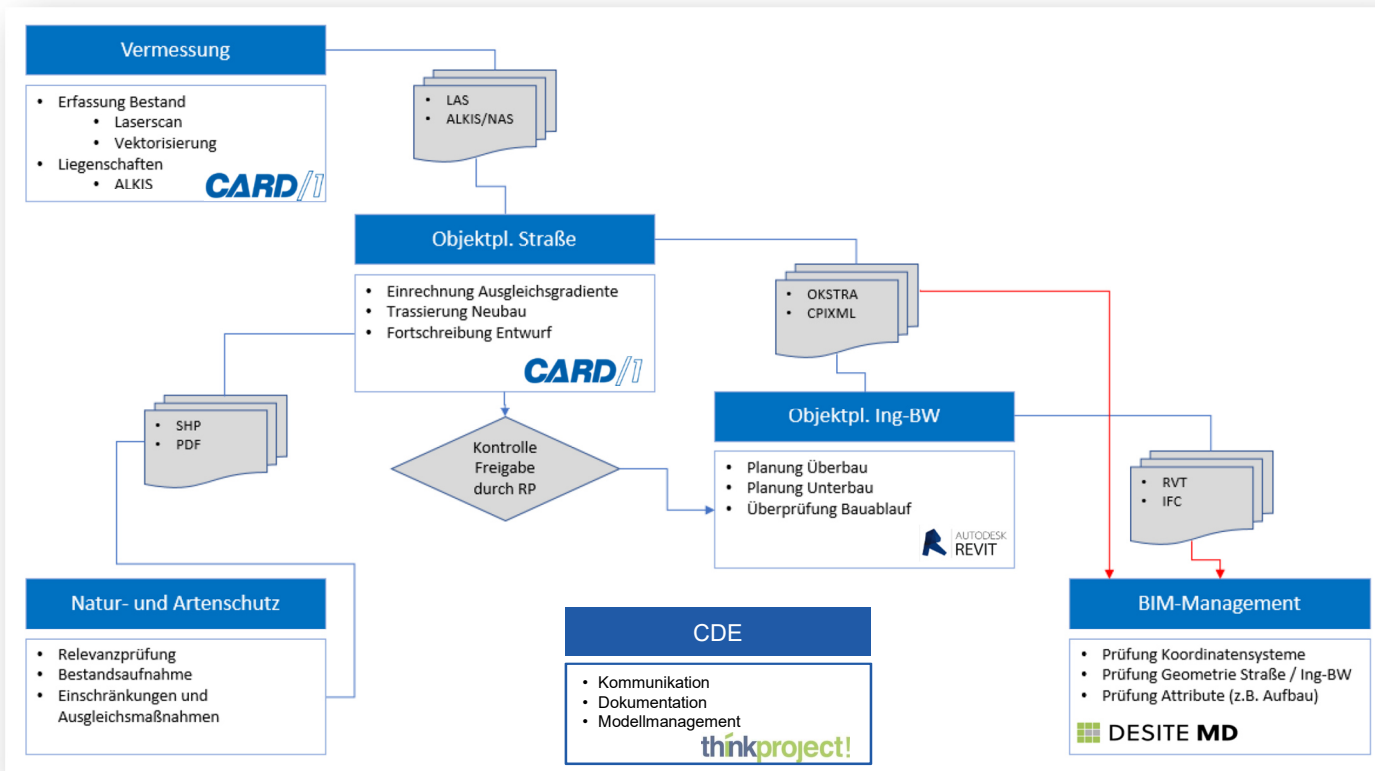 Vermessung
• Erfassung Bestand
• Laserscan
• Vektorisierung
• Liegenschaften
• ALKIS
CARD/1
• LAS
• ALKIS/NAS
Objektpl. Straße
• Einrechnung Ausgleichsgradiente
• Trassierung Neubau
• Fortschreibung Entwurf
CARD/1
• OKSTRA
• CPIXML
• SHP
• PDF
Kontrolle
Freigabe
durch RP
Objektpl. Ing-BW
• Planung Überbau
• Planung Unterbau
• Überprüfung Bauablauf
AUTODESK
REVIT
• RVT
• IFC
Natur- und Artenschutz
• Relevanzprüfung
• Bestandsaufnahme
• Einschränkungen und
Ausgleichsmaßnahmen
CDE
• Kommunikation
• Dokumentation
• Modellmanagement
thinkproject!
BIM-Management
• Prüfung Koordinatensysteme
• Prüfung Geometrie Straße / Ing-BW
• Prüfung Attribute (z.B. Aufbau)
DESITE MD